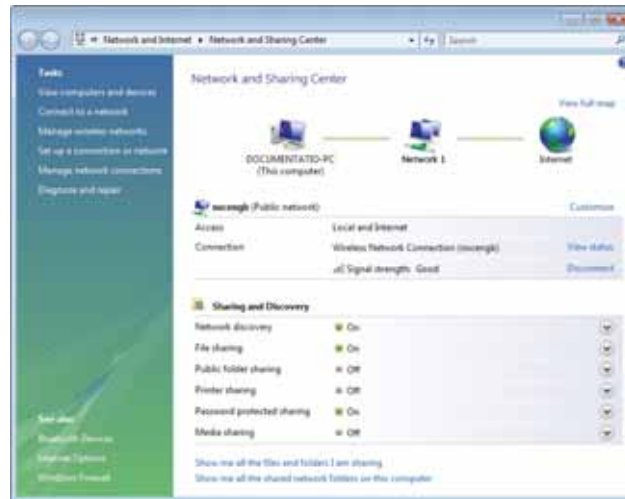 Network and Internet ▸ Network and Sharing Center
Search
Tasks
View computers and devices
Connect to a network
Manage wireless networks
Set up a connection or network
Manage network connections
Diagnose and repair
See also
Bluetooth Devices
Internet Options
Windows Firewall
Network and Sharing Center
View full map
DOCUMENTATIO-PC
(This computer)
Network 1
Internet
(Public network)
Customize
Access
Local and Internet
Connection
Wireless Network Connection
View status
Signal strength: Good
Disconnect
Sharing and Discovery
Network discovery
On
File sharing
On
Public folder sharing
Off
Printer sharing
Off
Password protected sharing
On
Media sharing
Off
Show me all the files and folders I am sharing
Show me all the shared network folders on this computer